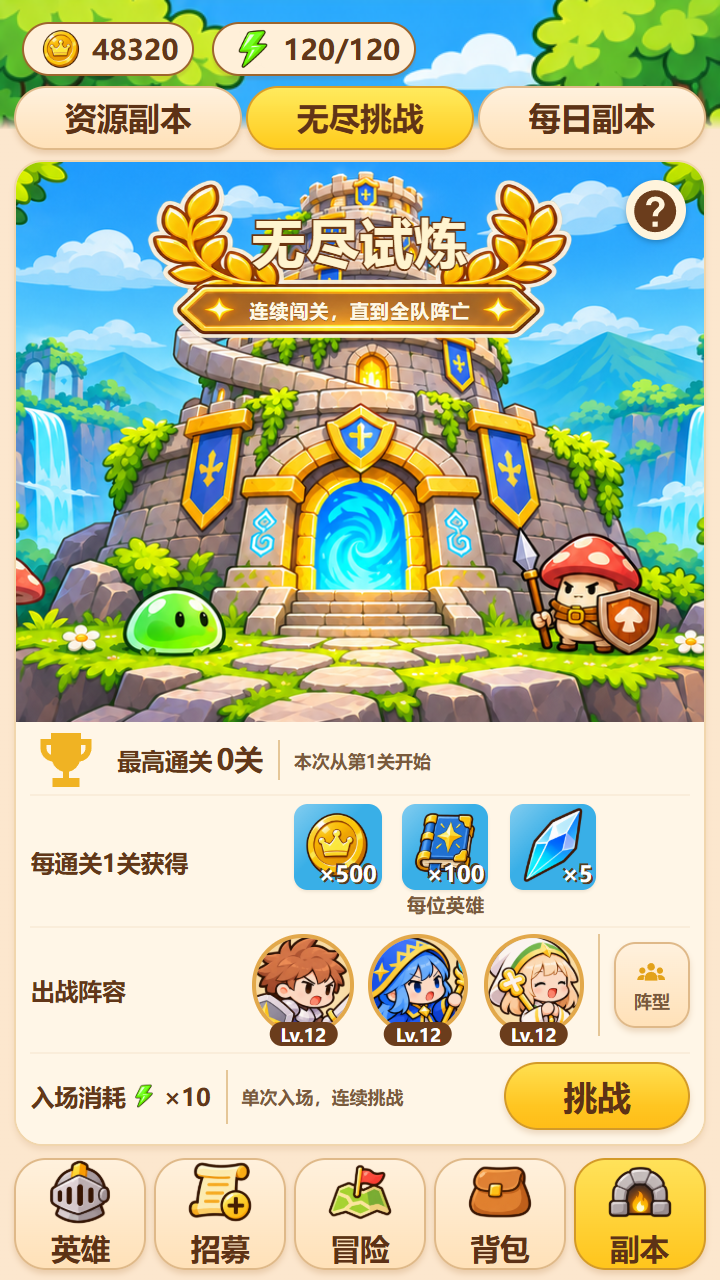 48320
120/120
资源副本
无尽挑战
每日副本
?
无尽试炼
连续闯关，直到全队阵亡
最高通关 0关
本次从第1关开始
每通关1关获得
×500
×100
×5
每位英雄
出战阵容
Lv.12
Lv.12
Lv.12
阵型
入场消耗 ×10
单次入场，连续挑战
挑战
英雄
招募
冒险
背包
副本